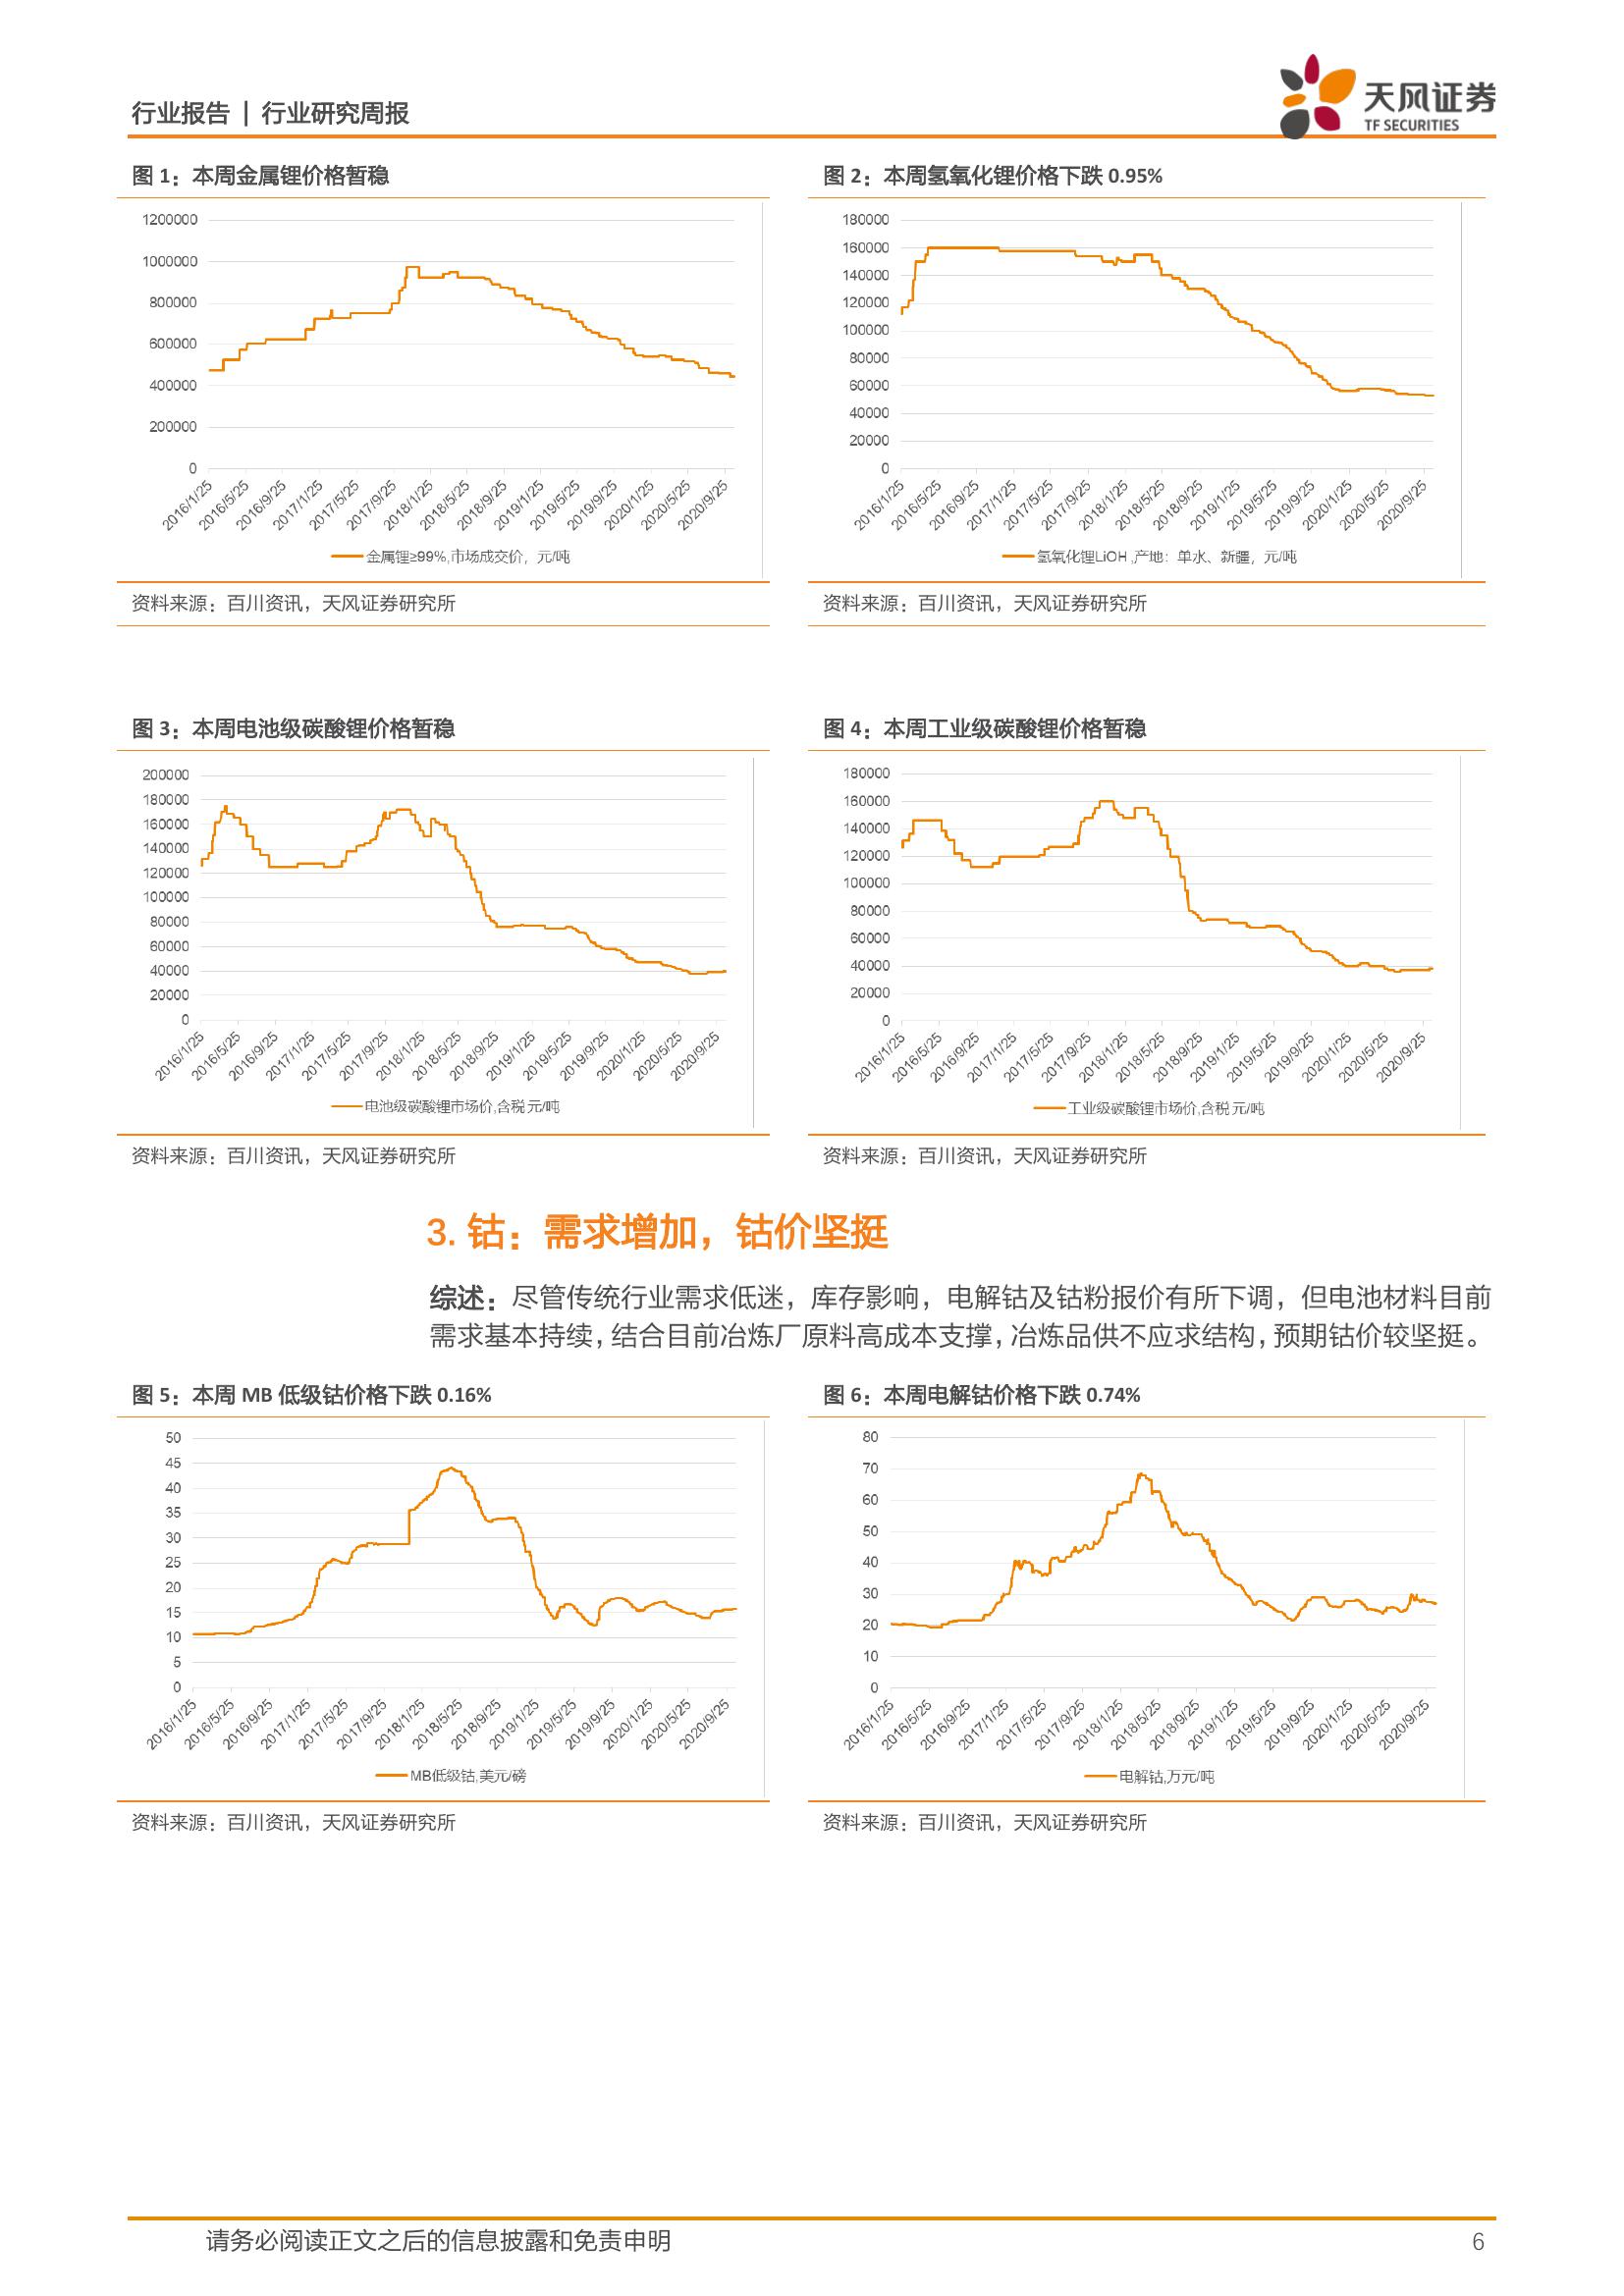 行业报告 | 行业研究周报
天风证券
TF SECURITIES
图 1：本周金属锂价格暂稳
1200000
1000000
800000
600000
400000
200000
0
2016/1/25 2016/5/25 2016/9/25 2017/1/25 2017/5/25 2017/9/25 2018/1/25 2018/5/25 2018/9/25 2019/1/25 2019/5/25 2019/9/25 2020/1/25 2020/5/25 2020/9/25
金属锂≥99%,市场成交价，元/吨
资料来源：百川资讯，天风证券研究所
图 2：本周氢氧化锂价格下跌 0.95%
180000
160000
140000
120000
100000
80000
60000
40000
20000
0
2016/1/25 2016/5/25 2016/9/25 2017/1/25 2017/5/25 2017/9/25 2018/1/25 2018/5/25 2018/9/25 2019/1/25 2019/5/25 2019/9/25 2020/1/25 2020/5/25 2020/9/25
氢氧化锂LiOH ,产地：单水、新疆，元/吨
资料来源：百川资讯，天风证券研究所
图 3：本周电池级碳酸锂价格暂稳
200000
180000
160000
140000
120000
100000
80000
60000
40000
20000
0
2016/1/25 2016/5/25 2016/9/25 2017/1/25 2017/5/25 2017/9/25 2018/1/25 2018/5/25 2018/9/25 2019/1/25 2019/5/25 2019/9/25 2020/1/25 2020/5/25 2020/9/25
电池级碳酸锂市场价,含税 元/吨
资料来源：百川资讯，天风证券研究所
图 4：本周工业级碳酸锂价格暂稳
180000
160000
140000
120000
100000
80000
60000
40000
20000
0
2016/1/25 2016/5/25 2016/9/25 2017/1/25 2017/5/25 2017/9/25 2018/1/25 2018/5/25 2018/9/25 2019/1/25 2019/5/25 2019/9/25 2020/1/25 2020/5/25 2020/9/25
工业级碳酸锂市场价,含税 元/吨
资料来源：百川资讯，天风证券研究所
3. 钴：需求增加，钴价坚挺
综述：尽管传统行业需求低迷，库存影响，电解钴及钴粉报价有所下调，但电池材料目前
需求基本持续，结合目前冶炼厂原料高成本支撑，冶炼品供不应求结构，预期钴价较坚挺。
图 5：本周 MB 低级钴价格下跌 0.16%
50
45
40
35
30
25
20
15
10
5
0
2016/1/25 2016/5/25 2016/9/25 2017/1/25 2017/5/25 2017/9/25 2018/1/25 2018/5/25 2018/9/25 2019/1/25 2019/5/25 2019/9/25 2020/1/25 2020/5/25 2020/9/25
MB低级钴,美元/磅
资料来源：百川资讯，天风证券研究所
图 6：本周电解钴价格下跌 0.74%
80
70
60
50
40
30
20
10
0
2016/1/25 2016/5/25 2016/9/25 2017/1/25 2017/5/25 2017/9/25 2018/1/25 2018/5/25 2018/9/25 2019/1/25 2019/5/25 2019/9/25 2020/1/25 2020/5/25 2020/9/25
电解钴,万元/吨
资料来源：百川资讯，天风证券研究所
请务必阅读正文之后的信息披露和免责申明
6